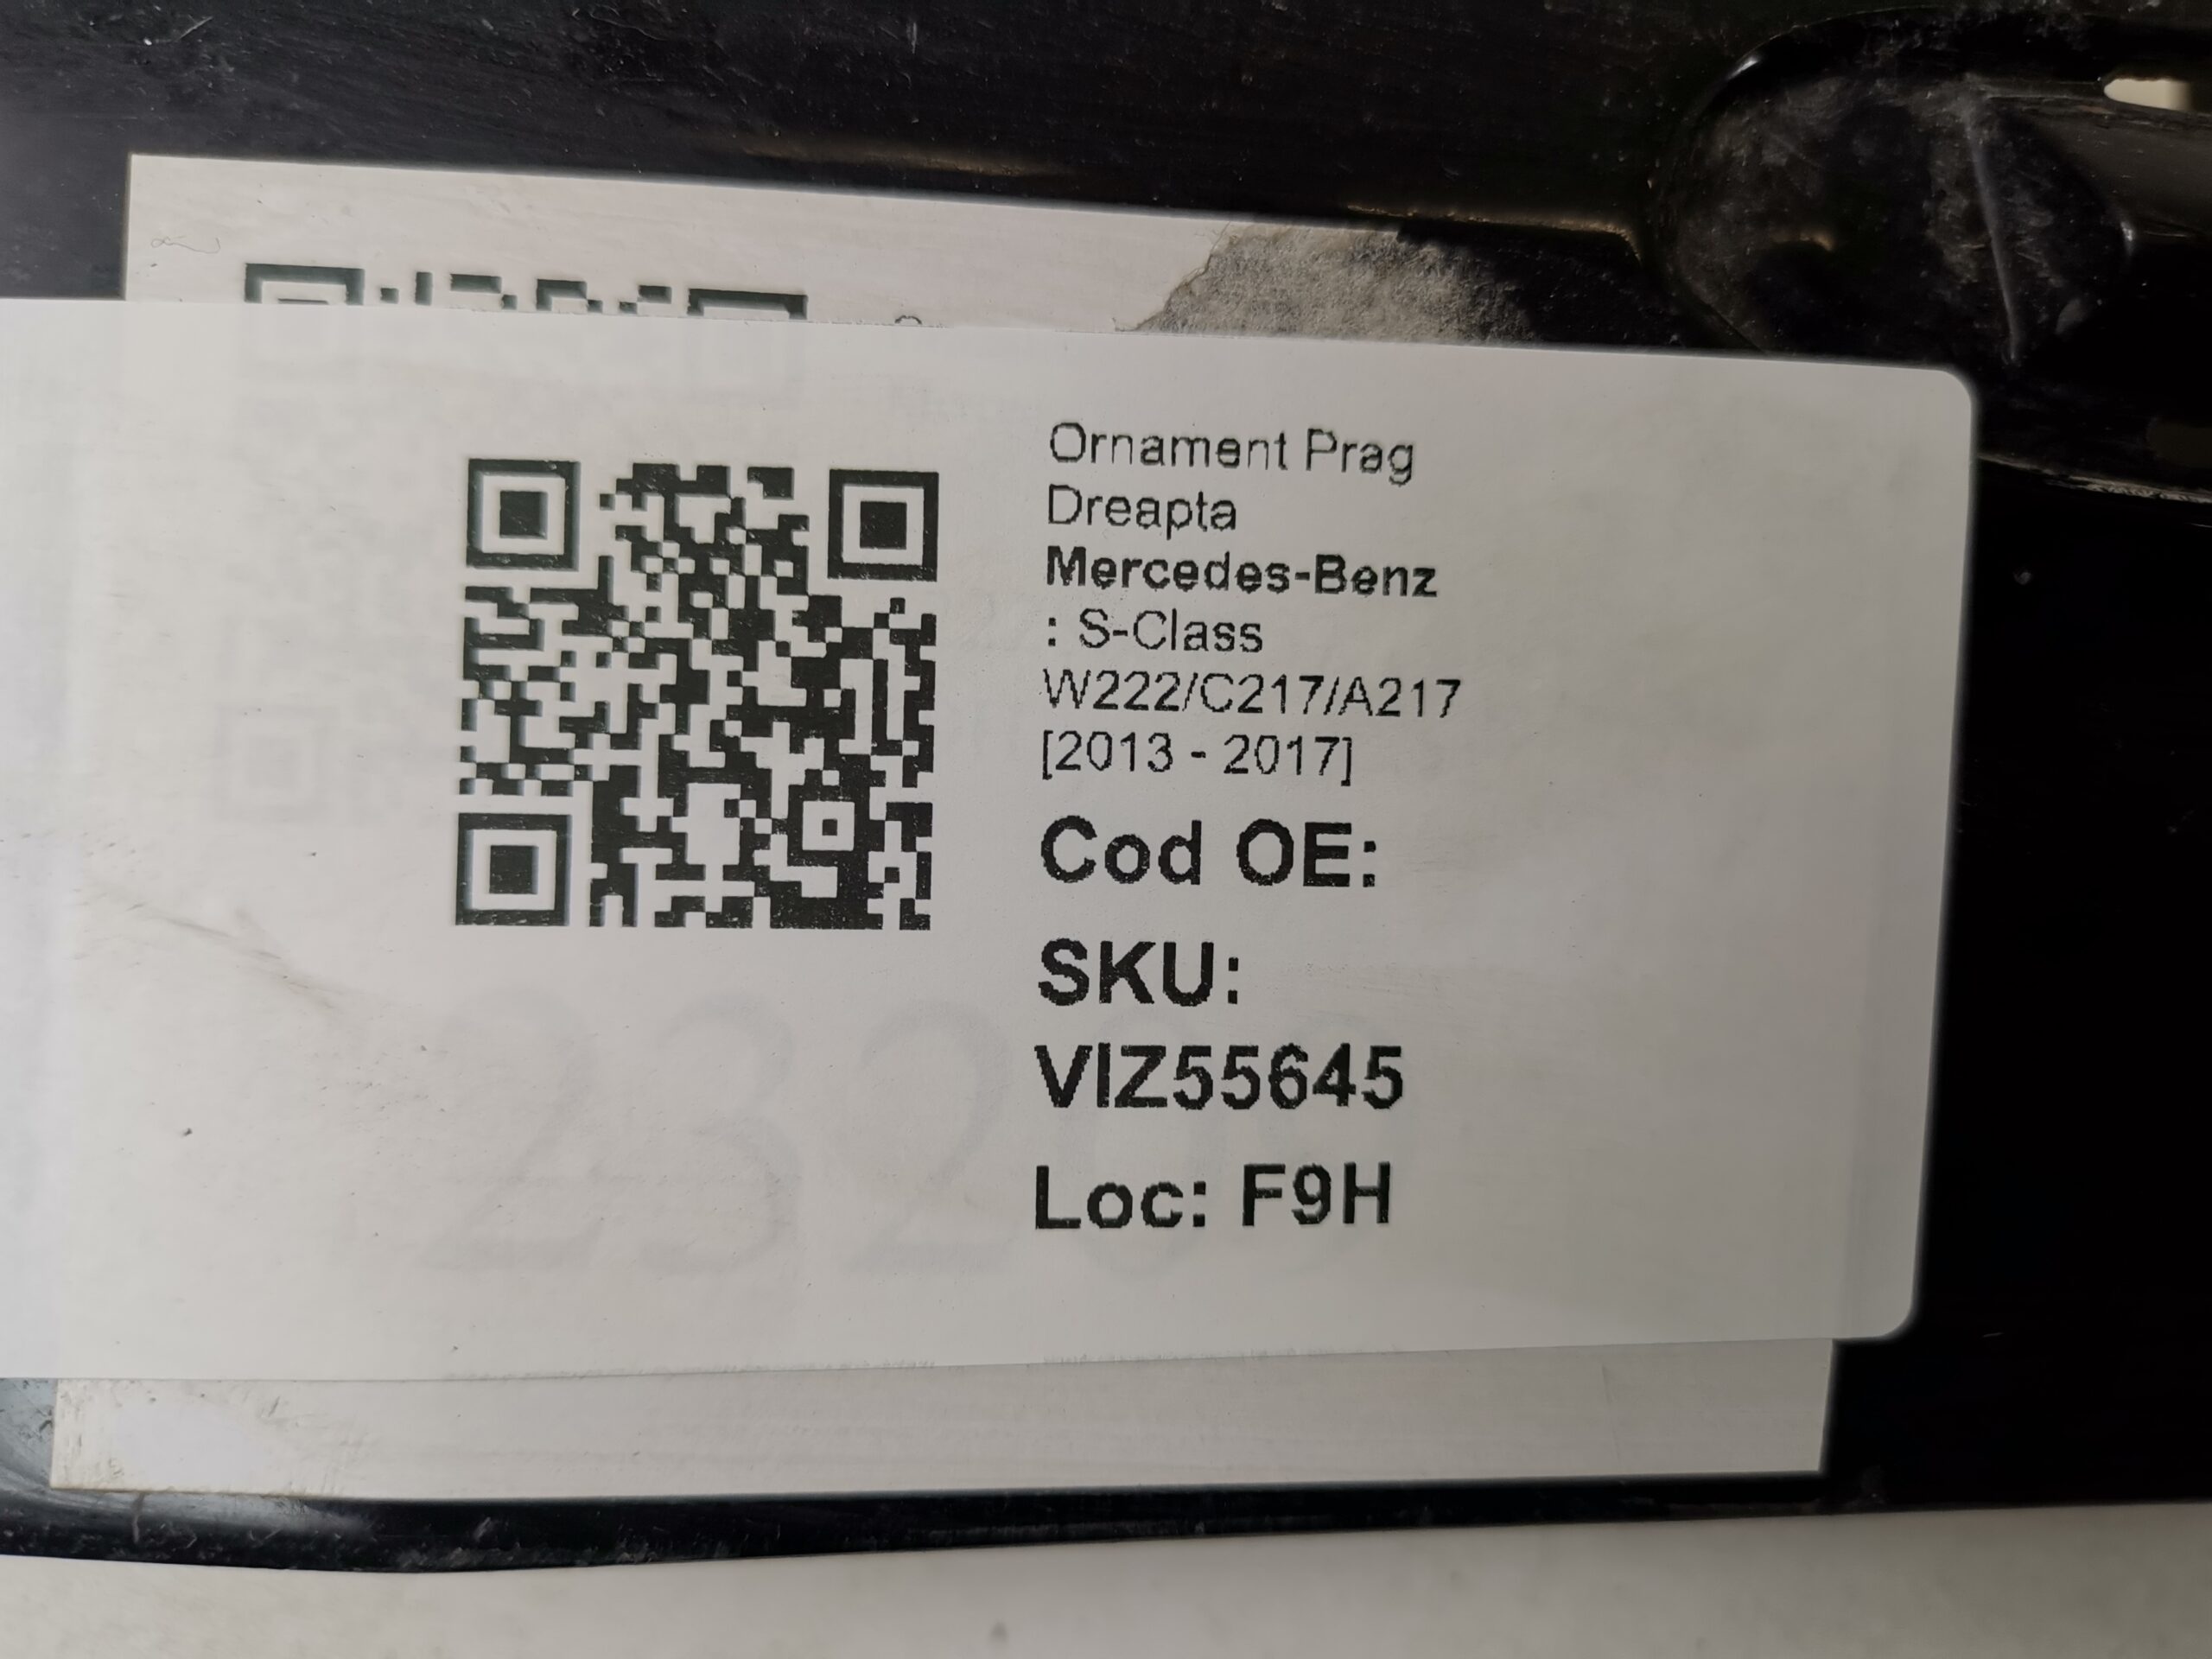 Ornament Prag
Dreapta
Mercedes-Benz
: S-Class
W222/C217/A217
[2013 - 2017]
Cod OE:
SKU:
VIZ55645
Loc: F9H